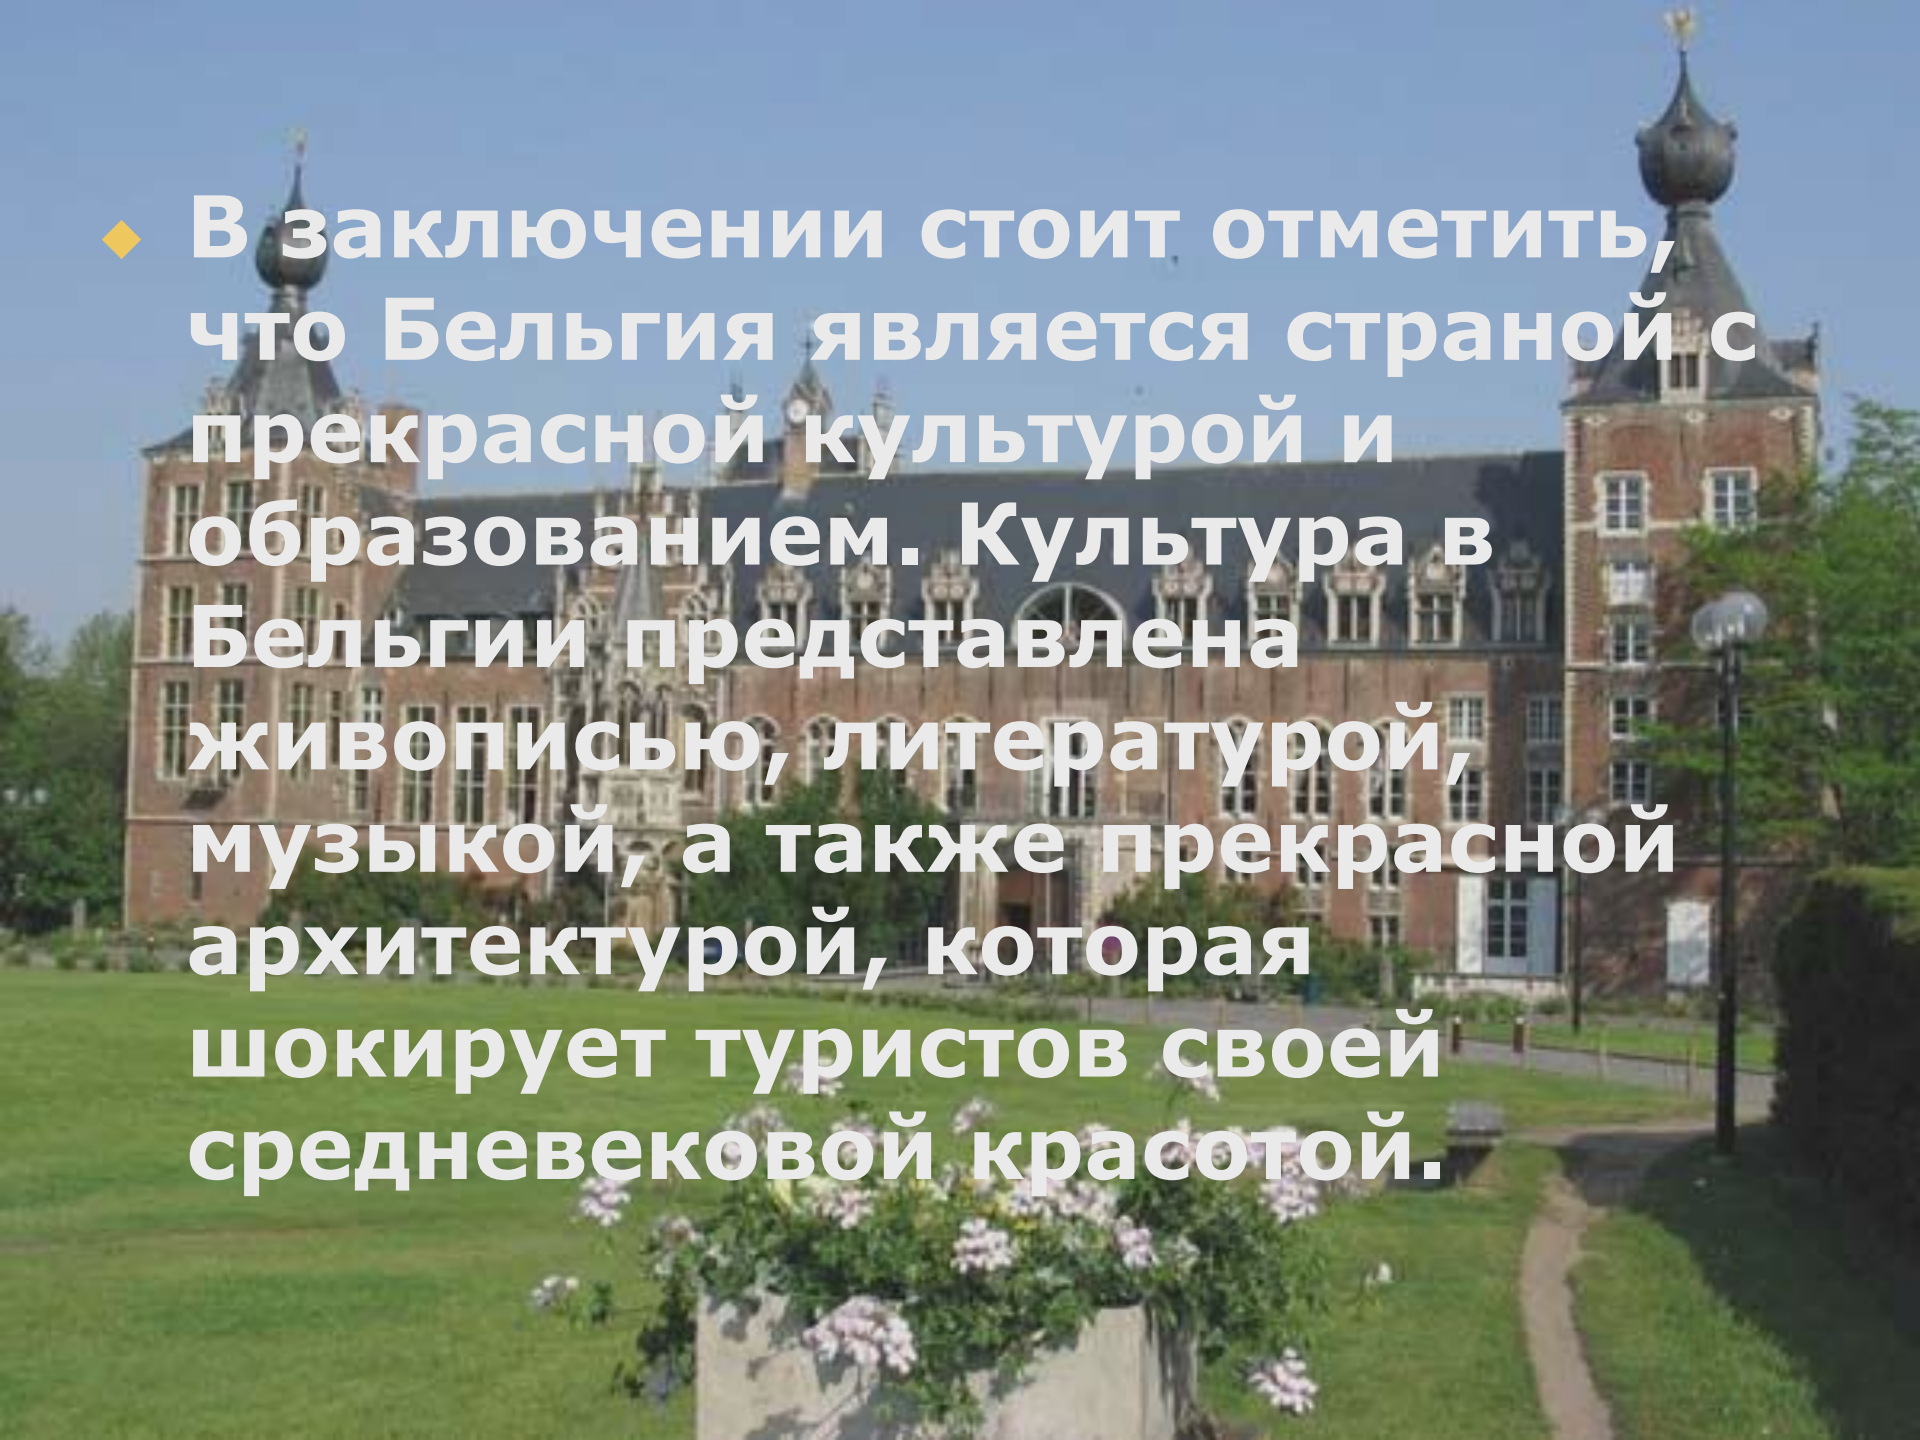 В заключении стоит отметить,
что Бельгия является страной с
прекрасной культурой и
образованием. Культура в
Бельгии представлена
живописью, литературой,
музыкой, а также прекрасной
архитектурой, которая
шокирует туристов своей
средневековой красотой.